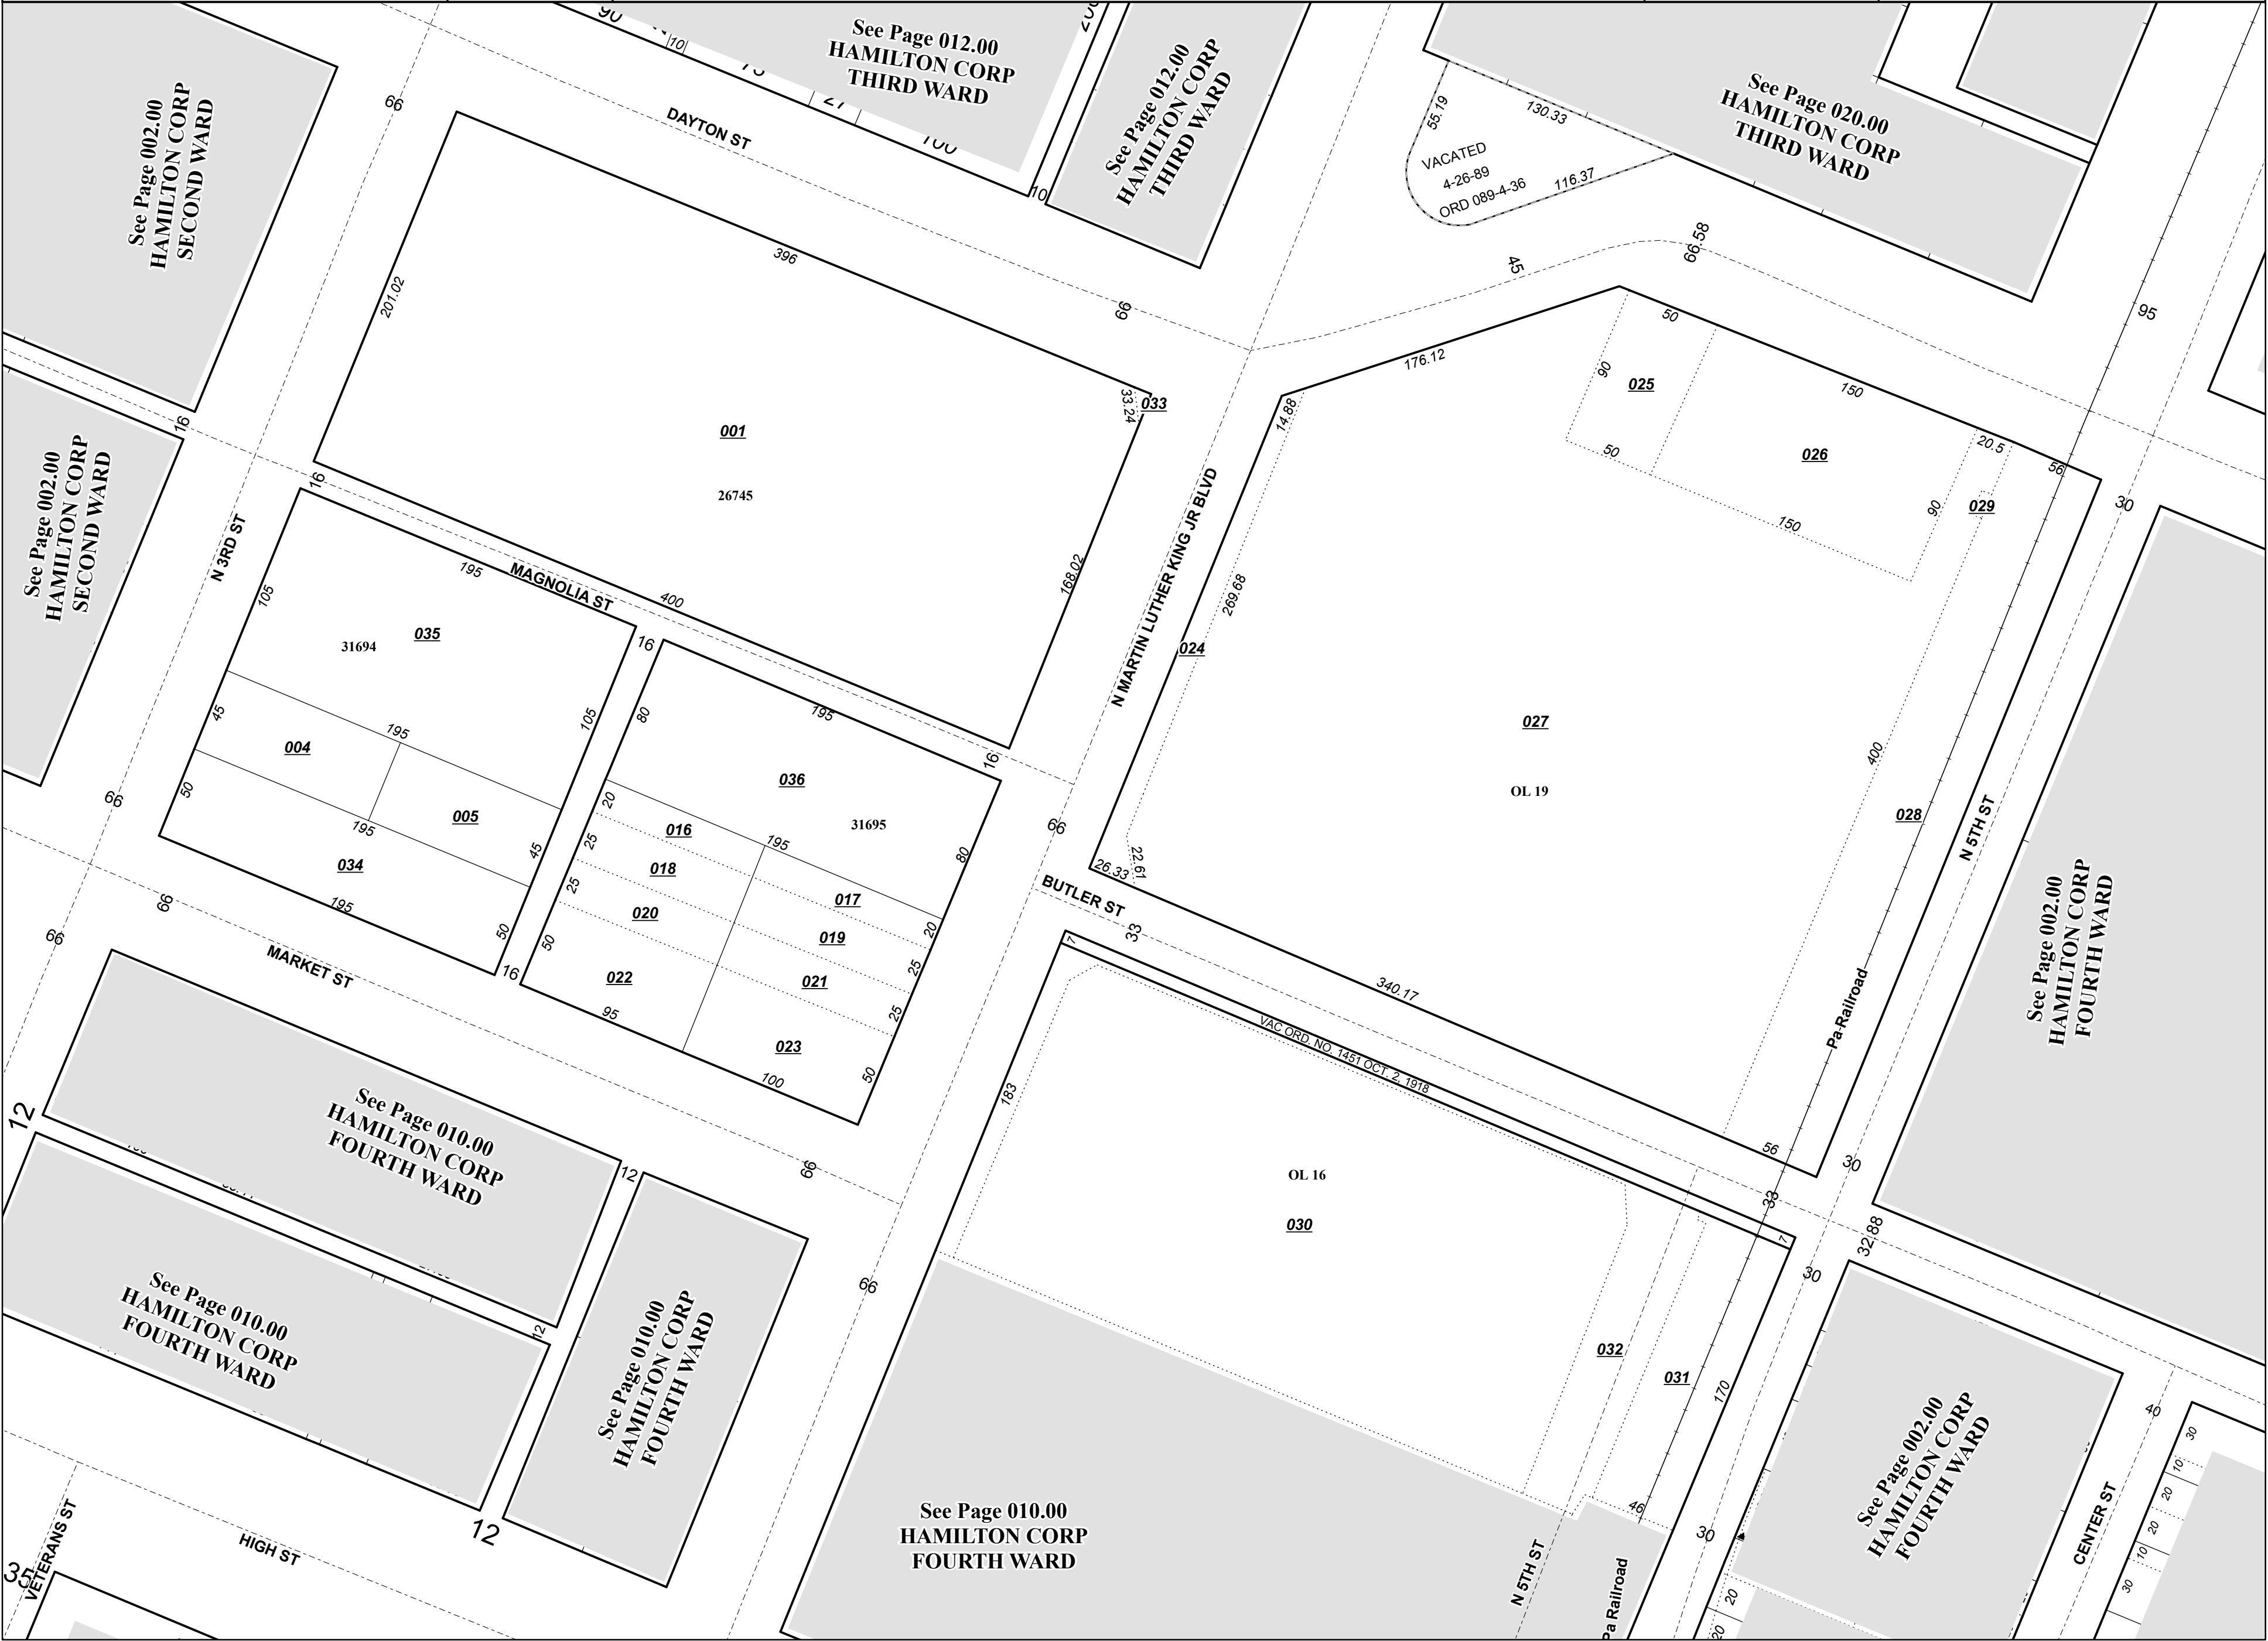 See Page 012.00
HAMILTON CORP
THIRD WARD
See Page 012.00
HAMILTON CORP
THIRD WARD
See Page 020.00
HAMILTON CORP
THIRD WARD
See Page 002.00
HAMILTON CORP
SECOND WARD
See Page 002.00
HAMILTON CORP
SECOND WARD
10
100
10
66
DAYTON ST
396
201.02
66
33.24
033
001
26745
168.02
400
MAGNOLIA ST
16
16
16
N 3RD ST
55.19
130.33
VACATED
4-26-89
ORD 089-4-36
116.37
45
66.58
95
176.12
14.88
50
90
025
50
150
026
150
90
20.5
56
029
30
N MARTIN LUTHER KING JR BLVD
269.68
024
027
OL 19
400
028
N 5TH ST
Pa-Railroad
22.61
26.33
340.17
56
30
195
105
035
31694
105
16
45
195
004
005
45
50
195
034
195
50
16
80
195
036
31695
80
20
016
195
017
20
25
018
019
25
25
020
021
25
50
022
023
50
95
100
66
66
66
66
66
66
MARKET ST
BUTLER ST
33
7
VAC ORD. NO. 1451 OCT. 2, 1918
183
OL 16
030
032
031
170
46
33
7
30
32.88
30
See Page 002.00
HAMILTON CORP
FOURTH WARD
See Page 002.00
HAMILTON CORP
FOURTH WARD
See Page 010.00
HAMILTON CORP
FOURTH WARD
See Page 010.00
HAMILTON CORP
FOURTH WARD
See Page 010.00
HAMILTON CORP
FOURTH WARD
See Page 010.00
HAMILTON CORP
FOURTH WARD
12
12
12
12
35
VETERANS ST
HIGH ST
N 5TH ST
Pa Railroad
CENTER ST
40
30
10
20
20
10
30
20
20